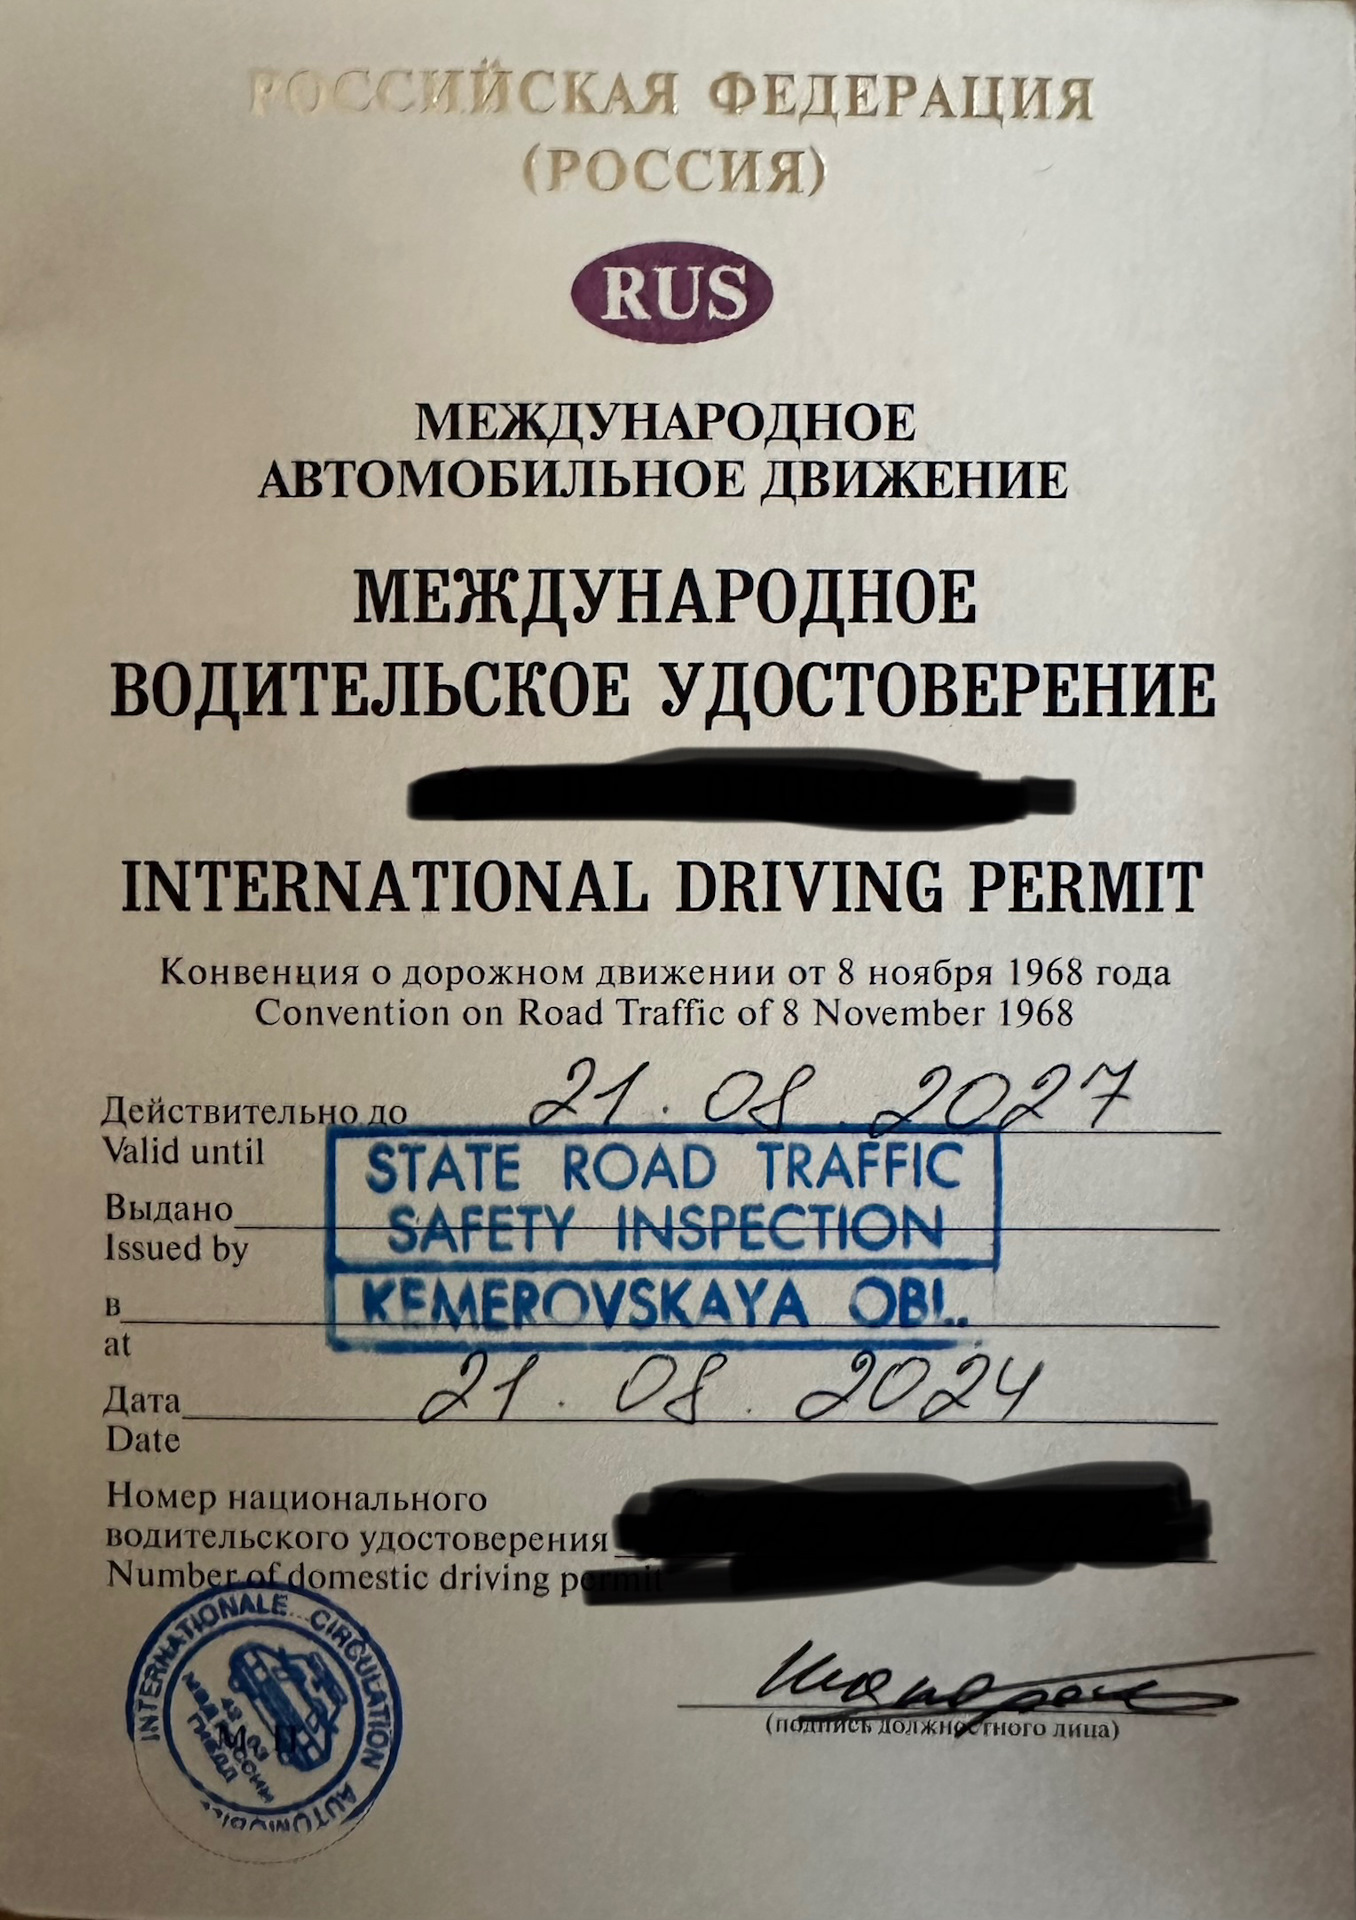 РОССИЙСКАЯ ФЕДЕРАЦИЯ
(РОССИЯ)
RUS
МЕЖДУНАРОДНОЕ
АВТОМОБИЛЬНОЕ ДВИЖЕНИЕ
МЕЖДУНАРОДНОЕ
ВОДИТЕЛЬСКОЕ УДОСТОВЕРЕНИЕ
INTERNATIONAL DRIVING PERMIT
Конвенция о дорожном движении от 8 ноября 1968 года
Convention on Road Traffic of 8 November 1968
Действительно до 21.08.2027
Valid until
STATE ROAD TRAFFIC
Выдано SAFETY INSPECTION
Issued by
в KEMEROVSKAYA OBL.
at
Дата 21.08.2024
Date
Номер национального
водительского удостоверения
Number of domestic driving permit
(подпись должностного лица)
М П
INTERNATIONALE CIRCULATION
МВД РОССИИ
ГИБДД